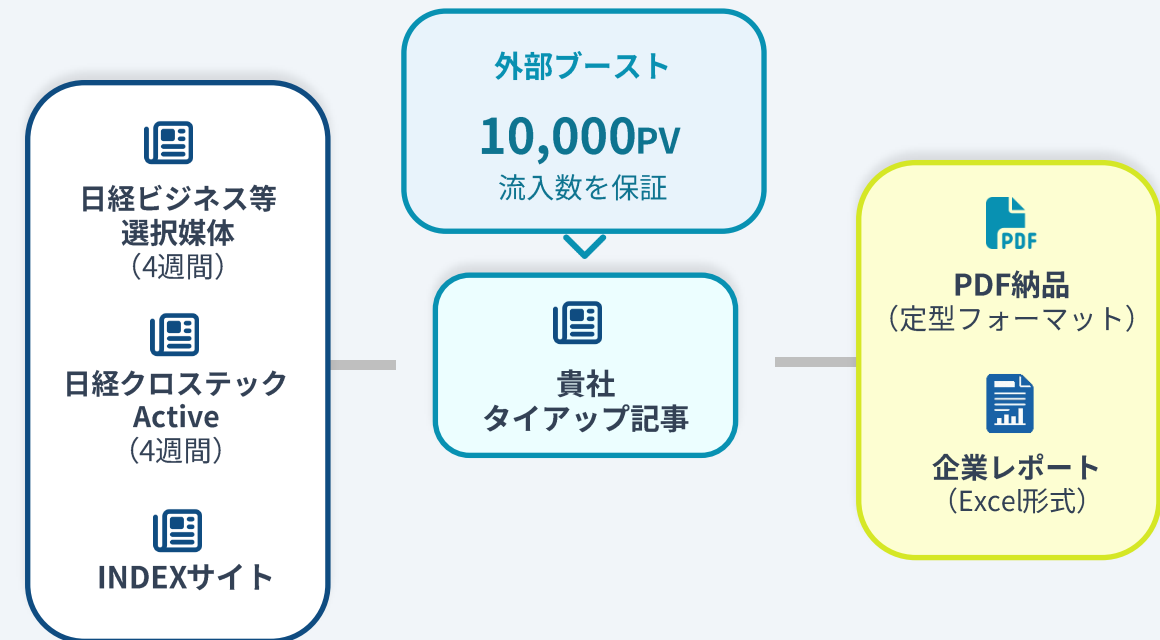 外部ブースト
10,000PV
流入数を保証
日経ビジネス等
選択媒体
（4週間）
日経クロステック
Active
（4週間）
INDEXサイト
貴社
タイアップ記事
PDF
PDF納品
（定型フォーマット）
企業レポート
（Excel形式）